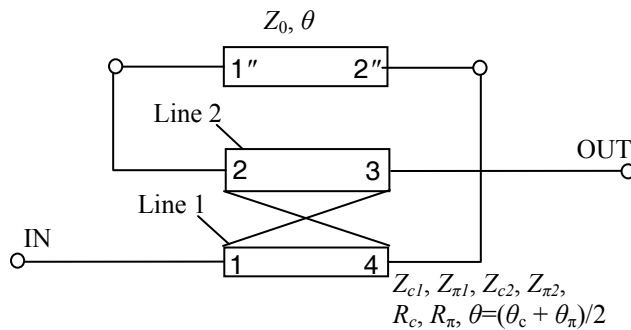 Z0, θ
1″ 2″
Line 2
2 3
OUT
Line 1
IN
1 4
Zc1, Zπ1, Zc2, Zπ2,
Rc, Rπ, θ=(θc + θπ)/2